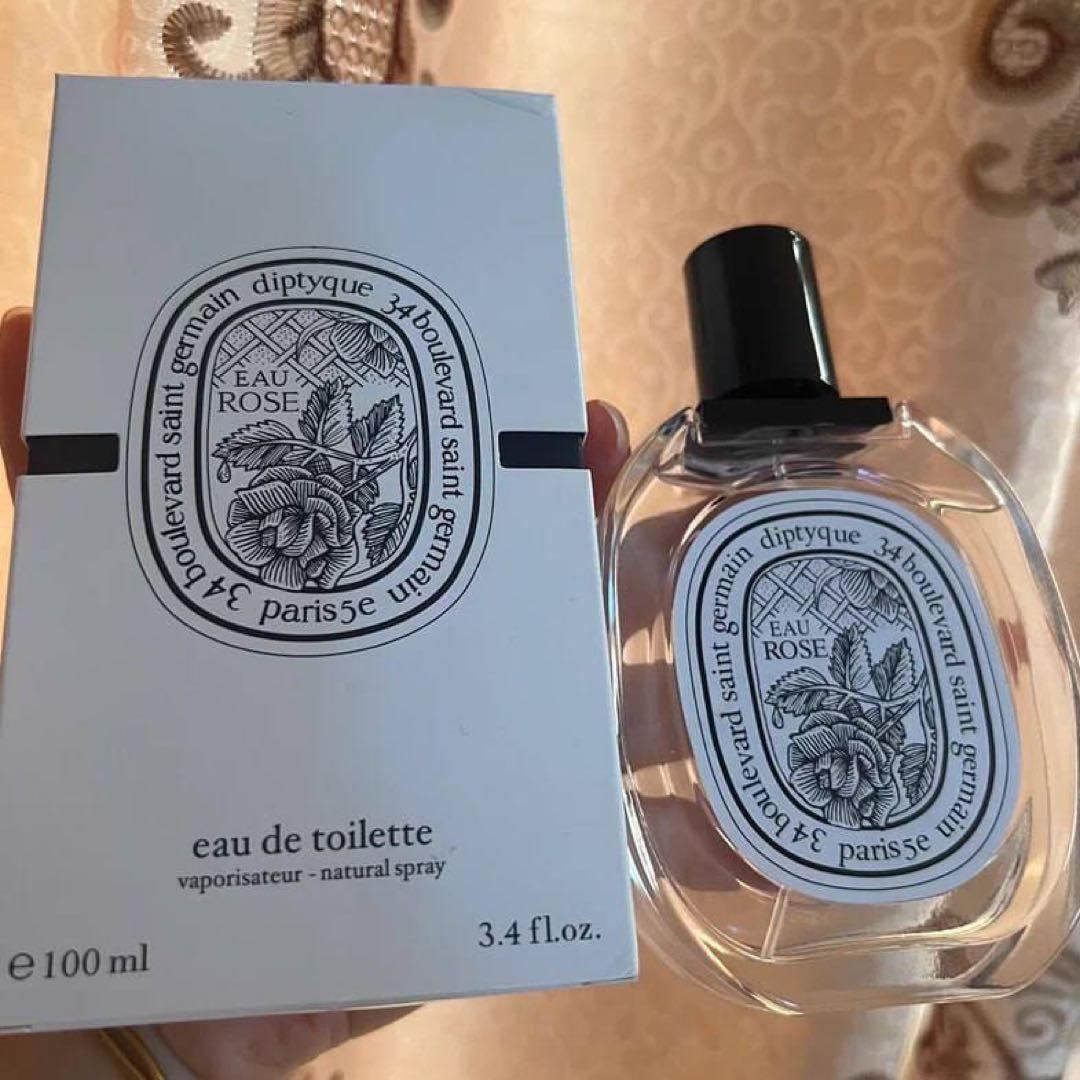 diptyque 34 boulevard saint germain paris5e 34 boulevard saint germain
EAU
ROSE
eau de toilette
vaporisateur - natural spray
e 100 ml
3.4 fl.oz.
diptyque 34 boulevard saint germain paris5e 34 boulevard saint germain
EAU
ROSE